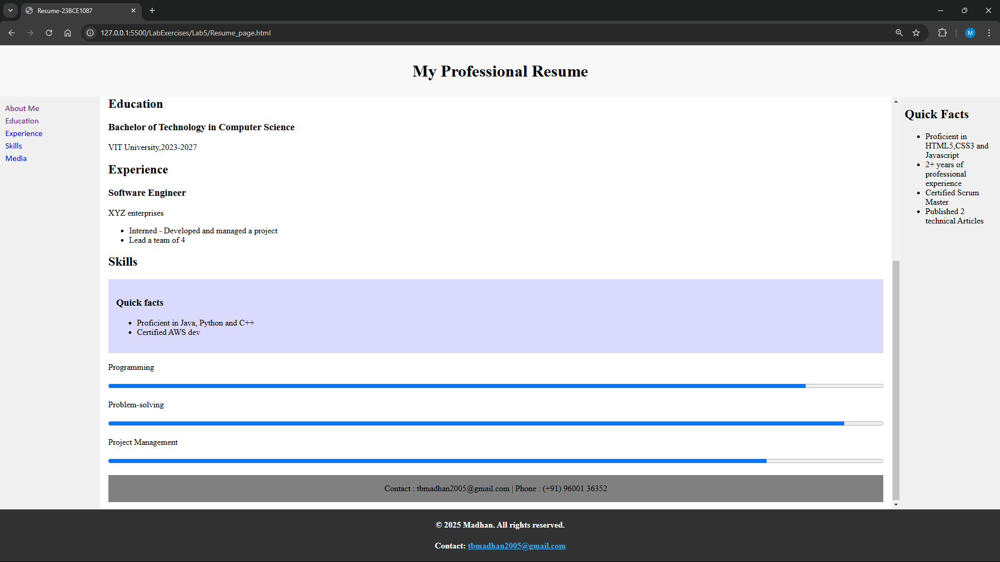 Resume-23BCE1087
127.0.0.1:5500/LabExercises/Lab5/Resume_page.html
M
My Professional Resume
About Me
Education
Experience
Skills
Media
Education
Bachelor of Technology in Computer Science
VIT University,2023-2027
Experience
Software Engineer
XYZ enterprises
Interned - Developed and managed a project
Lead a team of 4
Skills
Quick facts
Proficient in Java, Python and C++
Certified AWS dev
Programming
Problem-solving
Project Management
Contact : tbmadhan2005@gmail.com | Phone : (+91) 96001 36352
Quick Facts
Proficient in
HTML5,CSS3 and
Javascript
2+ years of
professional
experience
Certified Scrum
Master
Published 2
technical Articles
© 2025 Madhan. All rights reserved.
Contact: tbmadhan2005@gmail.com